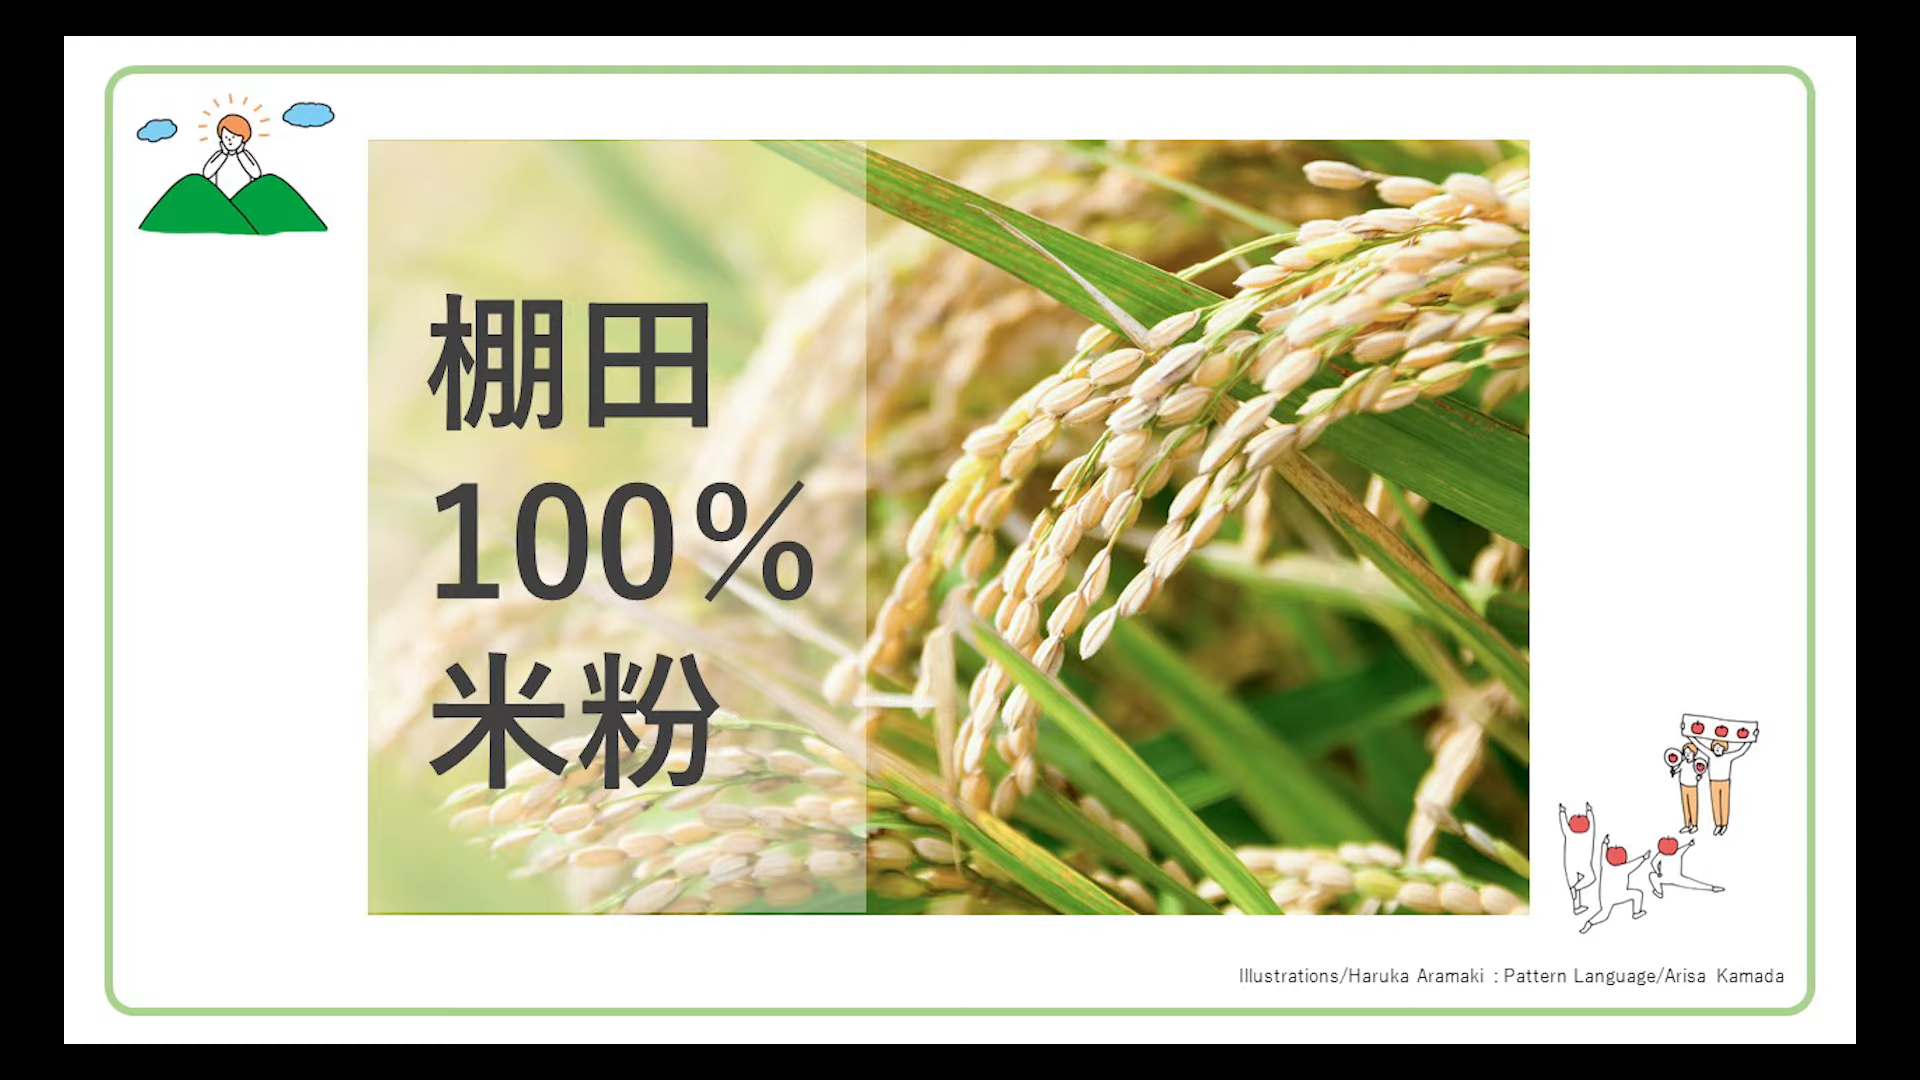 棚田
100%
米粉
Illustrations/Haruka Aramaki : Pattern Language/Arisa Kamada